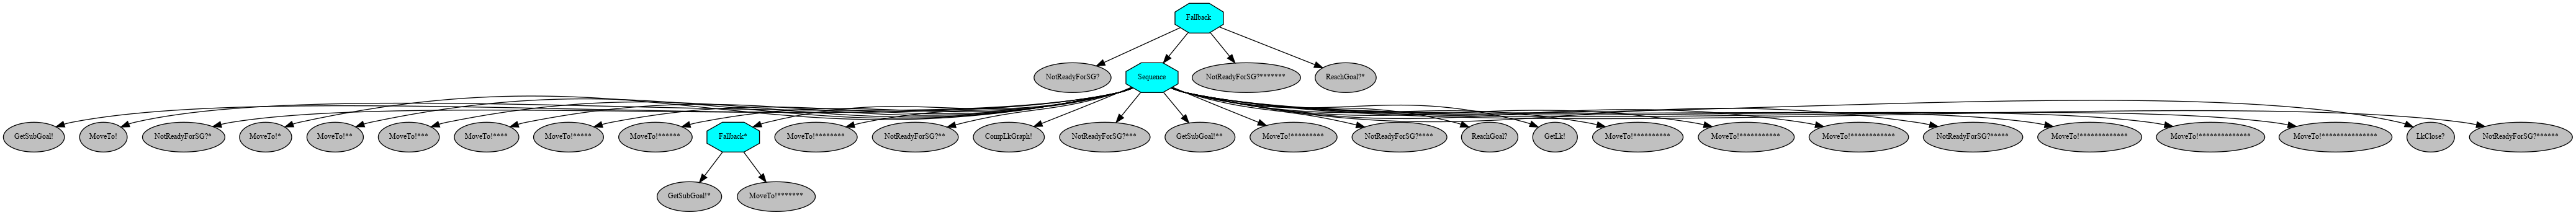 Fallback
NotReadyForSG?
Sequence
NotReadyForSG?*******
ReachGoal?*
GetSubGoal!
MoveTo!
NotReadyForSG?*
MoveTo!*
MoveTo!**
MoveTo!***
MoveTo!****
MoveTo!*****
MoveTo!******
Fallback*
MoveTo!********
NotReadyForSG?**
CompLkGraph!
NotReadyForSG?***
GetSubGoal!**
MoveTo!*********
NotReadyForSG?****
ReachGoal?
GetLk!
MoveTo!**********
MoveTo!***********
MoveTo!************
NotReadyForSG?*****
MoveTo!*************
MoveTo!**************
MoveTo!***************
LkClose?
NotReadyForSG?******
GetSubGoal!*
MoveTo!*******